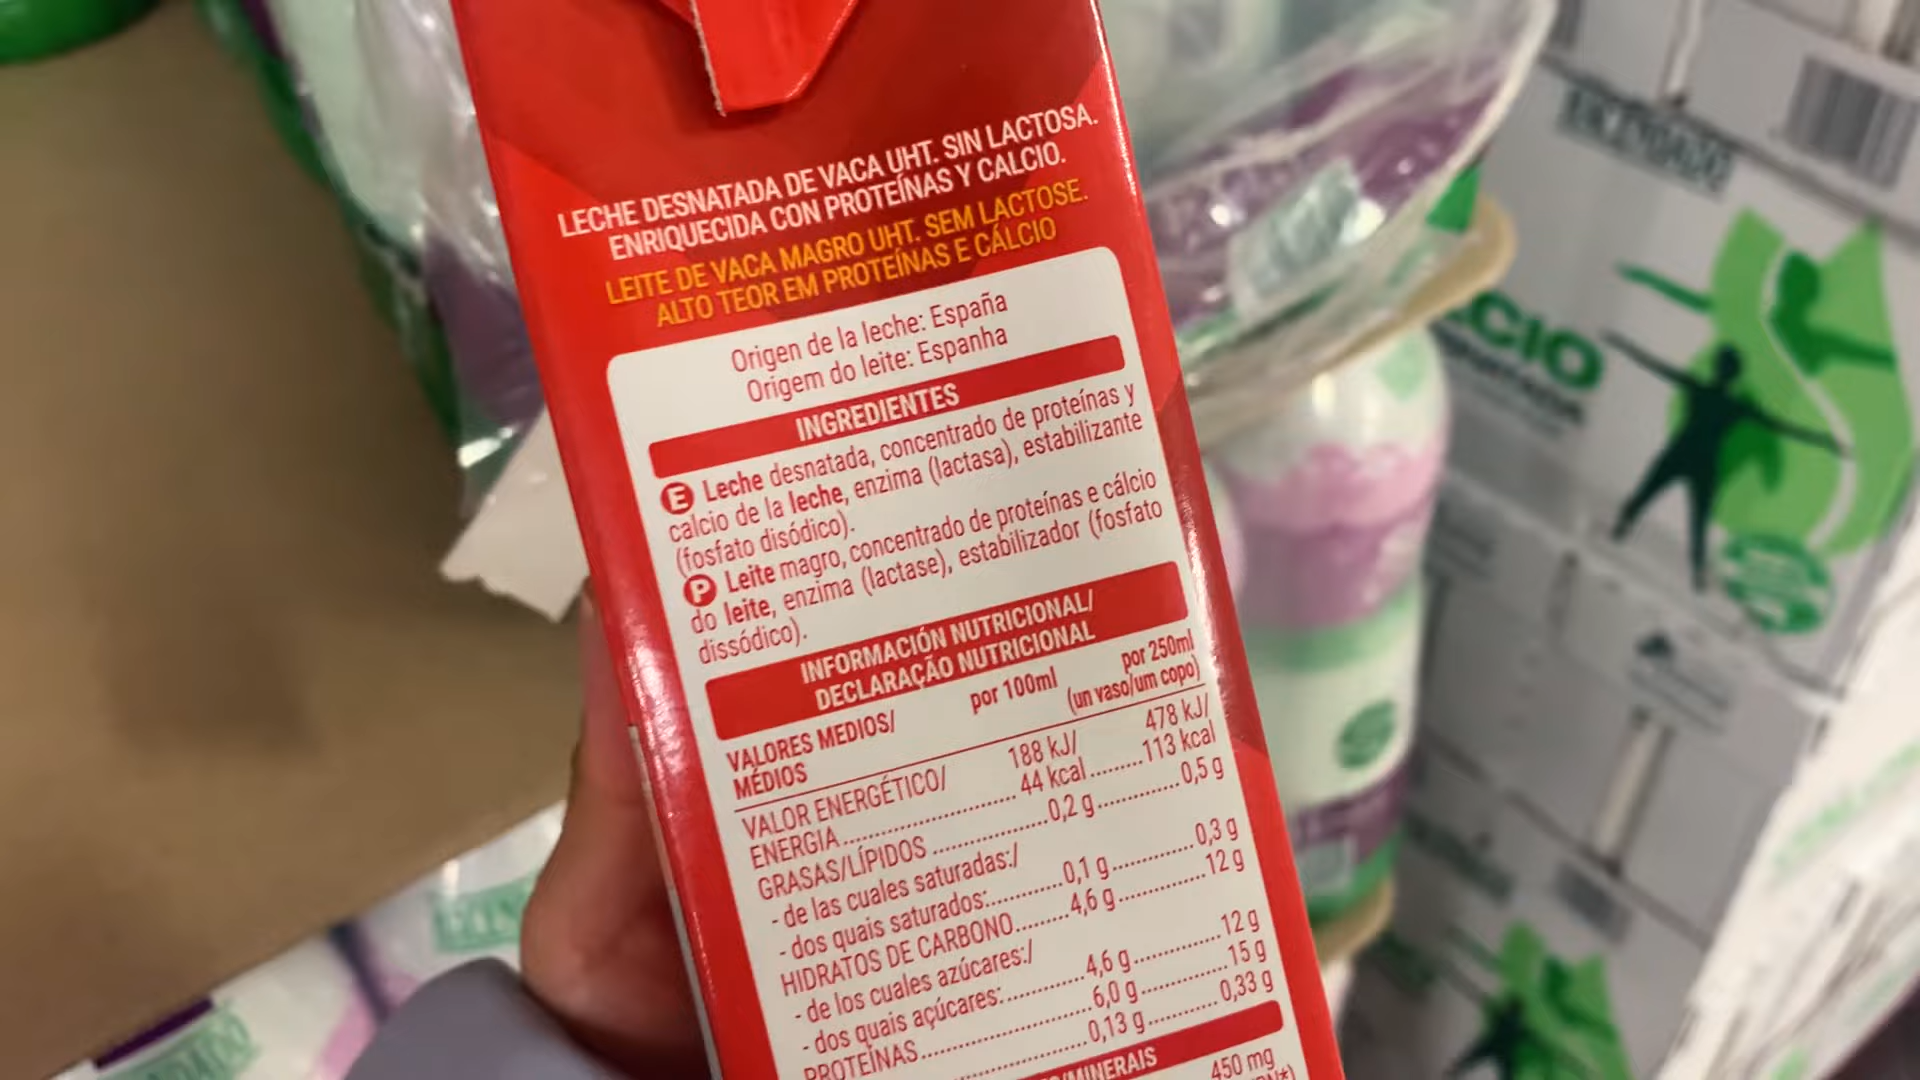 LECHE DESNATADA DE VACA UHT. SIN LACTOSA.
ENRIQUECIDA CON PROTEÍNAS Y CALCIO.
LEITE DE VACA MAGRO UHT. SEM LACTOSE.
ALTO TEOR EM PROTEÍNAS E CÁLCIO
Origen de la leche: España
Origem do leite: Espanha
INGREDIENTES
E Leche desnatada, concentrado de proteínas y
calcio de la leche, enzima (lactasa), estabilizante
(fosfato disódico).
P Leite magro, concentrado de proteínas e cálcio
do leite, enzima (lactase), estabilizador (fosfato
dissódico).
INFORMACIÓN NUTRICIONAL/
DECLARAÇÃO NUTRICIONAL
VALORES MEDIOS/ por 100ml por 250ml
MÉDIOS (un vaso/um copo)
VALOR ENERGÉTICO/ 188 kJ/ 478 kJ/
ENERGIA.................... 44 kcal.........113 kcal
GRASAS/LÍPIDOS ..............0,2 g..............0,5 g
- de las cuales saturadas:/
- dos quais saturados:...........0,1 g.............0,3 g
HIDRATOS DE CARBONO........4,6 g..............12 g
- de los cuales azúcares:/
- dos quais açúcares:............4,6 g..............12 g
PROTEÍNAS......................6,0 g..............15 g
0,13 g...........0,33 g
/MINERAIS
450 mg
CIO